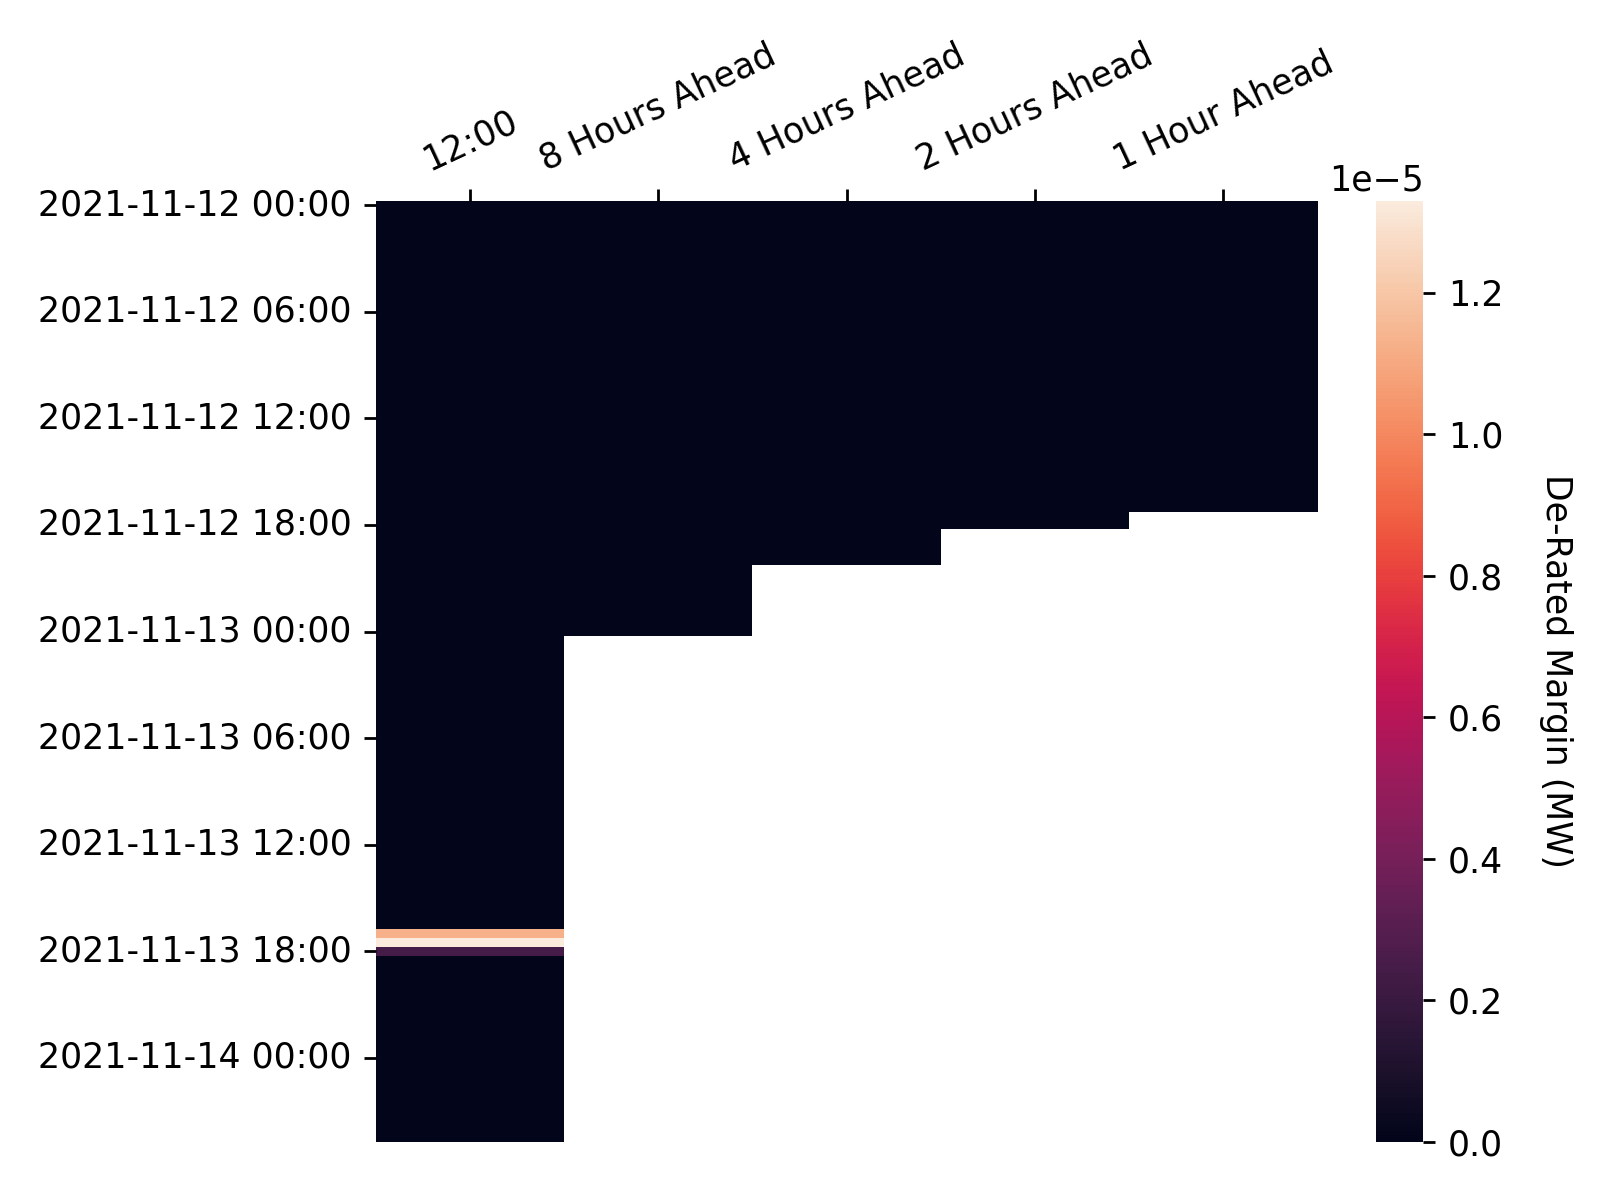 12:00
8 Hours Ahead
4 Hours Ahead
2 Hours Ahead
1 Hour Ahead
2021-11-12 00:00
2021-11-12 06:00
2021-11-12 12:00
2021-11-12 18:00
2021-11-13 00:00
2021-11-13 06:00
2021-11-13 12:00
2021-11-13 18:00
2021-11-14 00:00
1e−5
1.2
1.0
0.8
0.6
0.4
0.2
0.0
De-Rated Margin (MW)